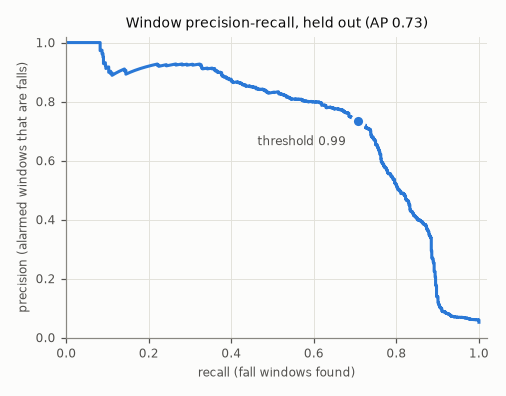 Window precision-recall, held out (AP 0.73)
precision (alarmed windows that are falls)
1.0
0.8
0.6
0.4
0.2
0.0
threshold 0.99
0.0 0.2 0.4 0.6 0.8 1.0
recall (fall windows found)